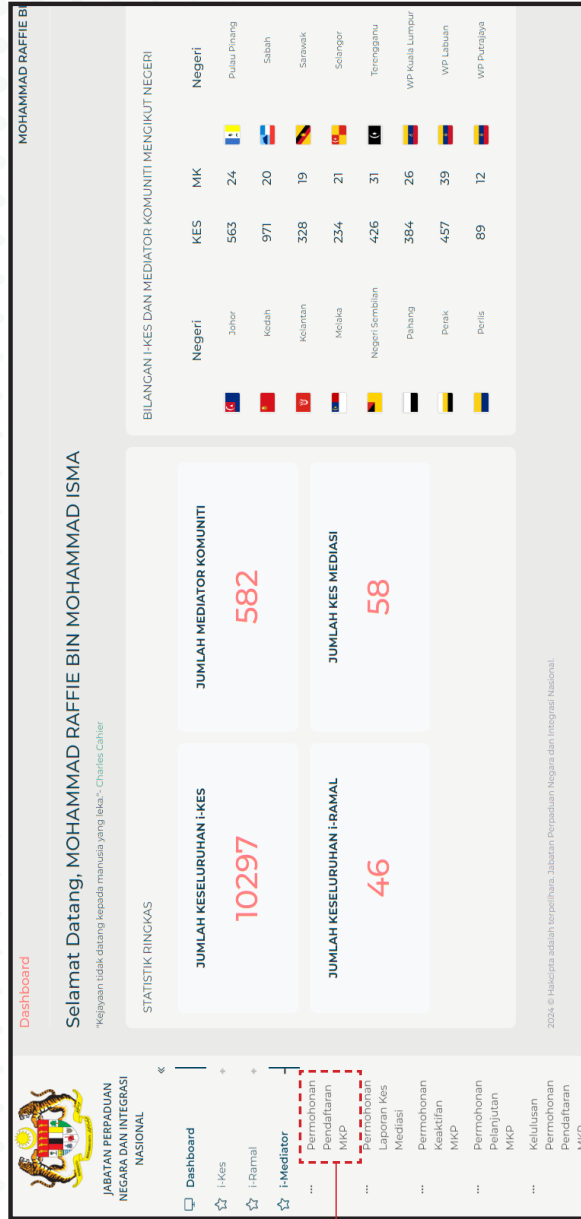 MOHAMMAD RAFFIE BI
JABATAN PERPADUAN
NEGARA DAN INTEGRASI
NASIONAL
«
Dashboard
i-Kes +
i-Ramal +
i-Mediator
... Permohonan
Pendaftaran
MKP
... Permohonan
Laporan Kes
Mediasi
... Permohonan
Keaktifan
MKP
... Permohonan
Pelanjutan
MKP
... Kelulusan
Permohonan
Pendaftaran
MKP
Dashboard
Selamat Datang, MOHAMMAD RAFFIE BIN MOHAMMAD ISMA
"Kejayaan tidak datang kepada manusia yang leka."- Charles Cahier
STATISTIK RINGKAS
JUMLAH KESELURUHAN i-KES
10297
JUMLAH MEDIATOR KOMUNITI
582
JUMLAH KESELURUHAN i-RAMAL
46
JUMLAH KES MEDIASI
58
BILANGAN I-KES DAN MEDIATOR KOMUNITI MENGIKUT NEGERI
Negeri KES MK Negeri
Johor 563 24 Pulau Pinang
Kedah 971 20 Sabah
Kelantan 328 19 Sarawak
Melaka 234 21 Selangor
Negeri Sembilan 426 31 Terengganu
Pahang 384 26 WP Kuala Lumpur
Perak 457 39 WP Labuan
Perlis 89 12 WP Putrajaya
2024 © Hakcipta adalah terpelihara. Jabatan Perpaduan Negara dan Integrasi Nasional.